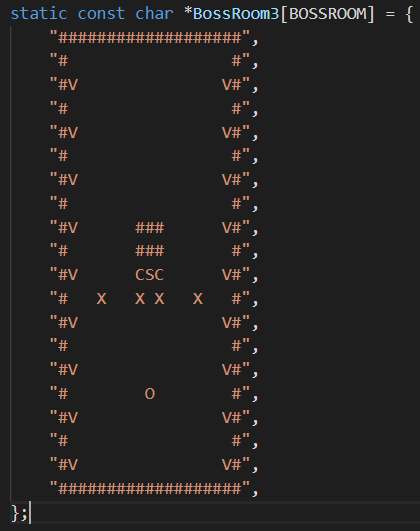 static const char *BossRoom3[BOSSROOM] = {
    "###################",
    "#                 #",
    "#V               V#",
    "#                 #",
    "#V               V#",
    "#                 #",
    "#V               V#",
    "#                 #",
    "#V      ###      V#",
    "#       ###       #",
    "#V      CSC      V#",
    "#   X   X X   X   #",
    "#V               V#",
    "#                 #",
    "#V               V#",
    "#        O        #",
    "#V               V#",
    "#                 #",
    "#V               V#",
    "###################",
};